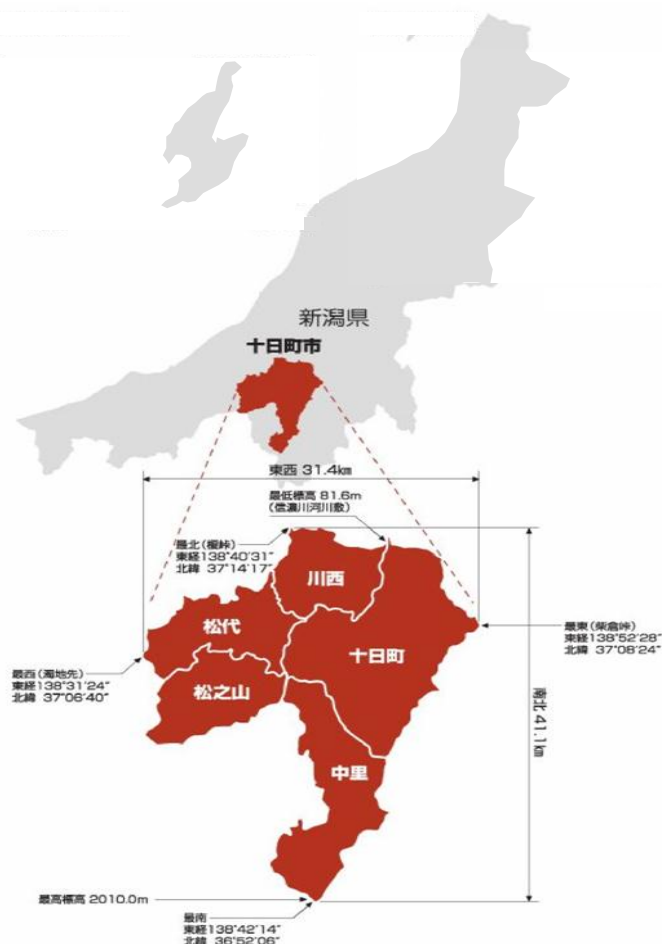 新潟県
十日町市
東西 31.4km
最低標高 81.6m
(信濃川河川敷)
最北(榎峠)
東経138°40'31"
北緯 37°14'17"
川西
松代
十日町
最東(柴倉峠)
東経138°52'28"
北緯 37°08'24"
最西(濁地先)
東経138°31'24"
北緯 37°06'40"
松之山
南北 41.1km
中里
最高標高 2010.0m
最南
東経138°42'14"
北緯 36°52'06"